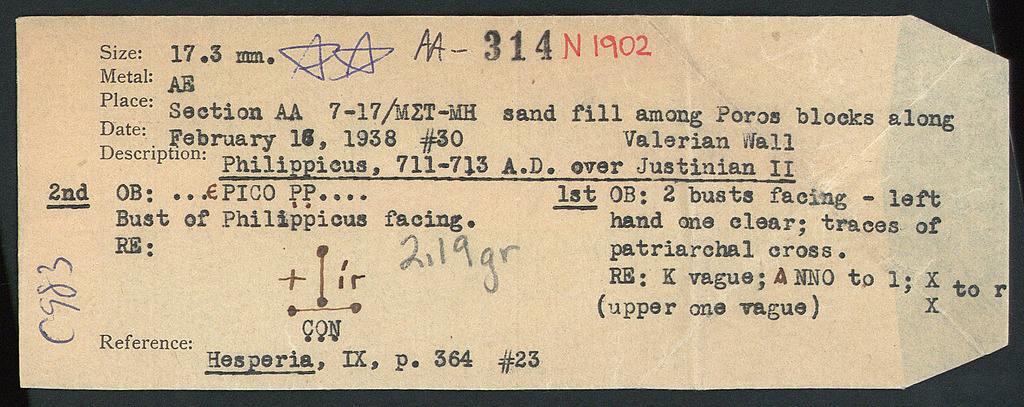 Size: 17.3 mm. AA- 314 N 1902
Metal: AE
Place: Section AA 7-17/ΜΣΤ-ΜΗ sand fill among Poros blocks along
Date: February 16, 1938 #30 Valerian Wall
Description: Philippicus, 711-713 A.D. over Justinian II
2nd OB: ...ЄPICO PP....
Bust of Philippicus facing.
RE:
+ ir
CON
2,19gr
1st OB: 2 busts facing - left
hand one clear; traces of
patriarchal cross.
RE: K vague; ANNO to l; X to r
(upper one vague) X
C983
Reference:
Hesperia, IX, p. 364 #23